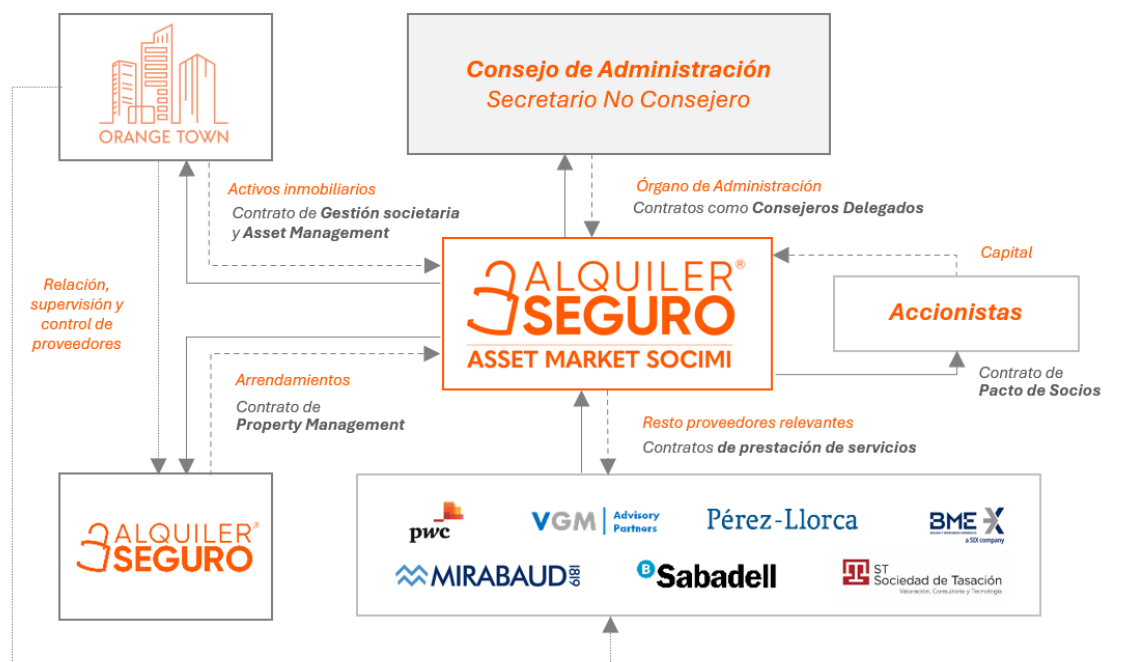 ORANGE TOWN
Consejo de Administración
Secretario No Consejero
Activos inmobiliarios
Contrato de Gestión societaria
y Asset Management
Órgano de Administración
Contratos como Consejeros Delegados
Relación,
supervisión y
control de
proveedores
ALQUILER®
SEGURO
ASSET MARKET SOCIMI
Capital
Accionistas
Contrato de
Pacto de Socios
Arrendamientos
Contrato de
Property Management
Resto proveedores relevantes
Contratos de prestación de servicios
ALQUILER®
SEGURO
pwc
VGM Advisory
Partners
Pérez-Llorca
BME X
a SIX company
MIRABAUD 1819
B Sabadell
ST
Sociedad de Tasación
Valoración, Consultoría y Tecnología